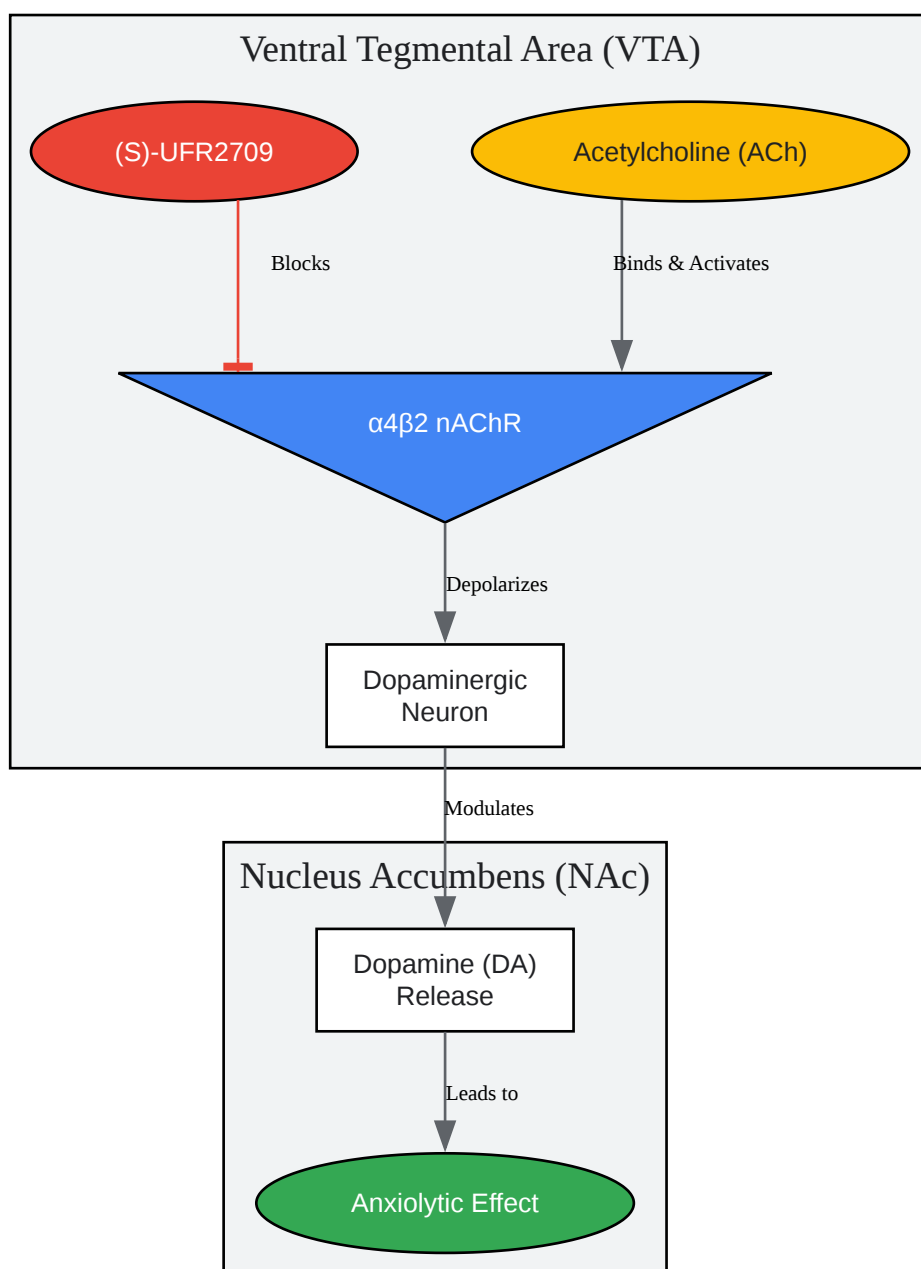 Ventral Tegmental Area (VTA)
(S)-UFR2709
Acetylcholine (ACh)
Blocks
Binds & Activates
α4β2 nAChR
Depolarizes
Dopaminergic
Neuron
Modulates
Nucleus Accumbens (NAc)
Dopamine (DA)
Release
Leads to
Anxiolytic Effect